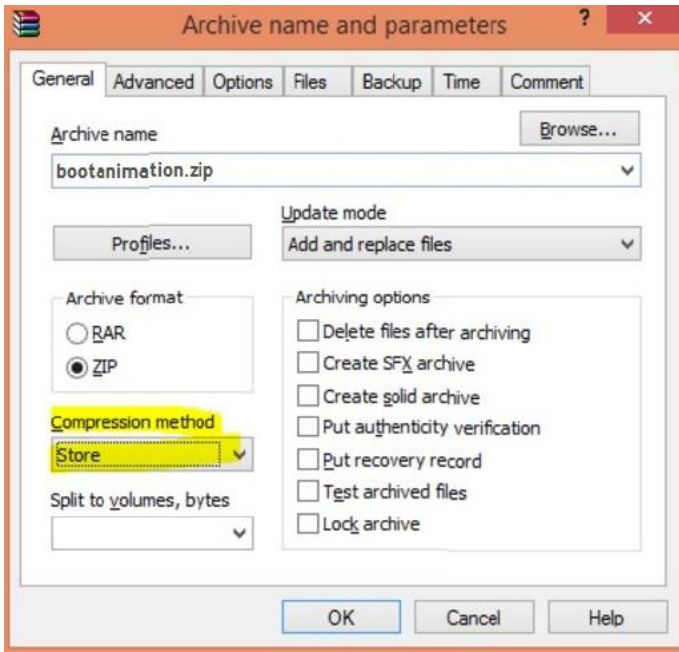 Archive name and parameters
? ×
General Advanced Options Files Backup Time Comment
Archive name
Browse...
bootanimation.zip
Update mode
Profiles...
Add and replace files
Archive format
RAR
ZIP
Archiving options
Delete files after archiving
Create SFX archive
Create solid archive
Put authenticity verification
Put recovery record
Test archived files
Lock archive
Compression method
Store
Split to volumes, bytes
OK Cancel Help